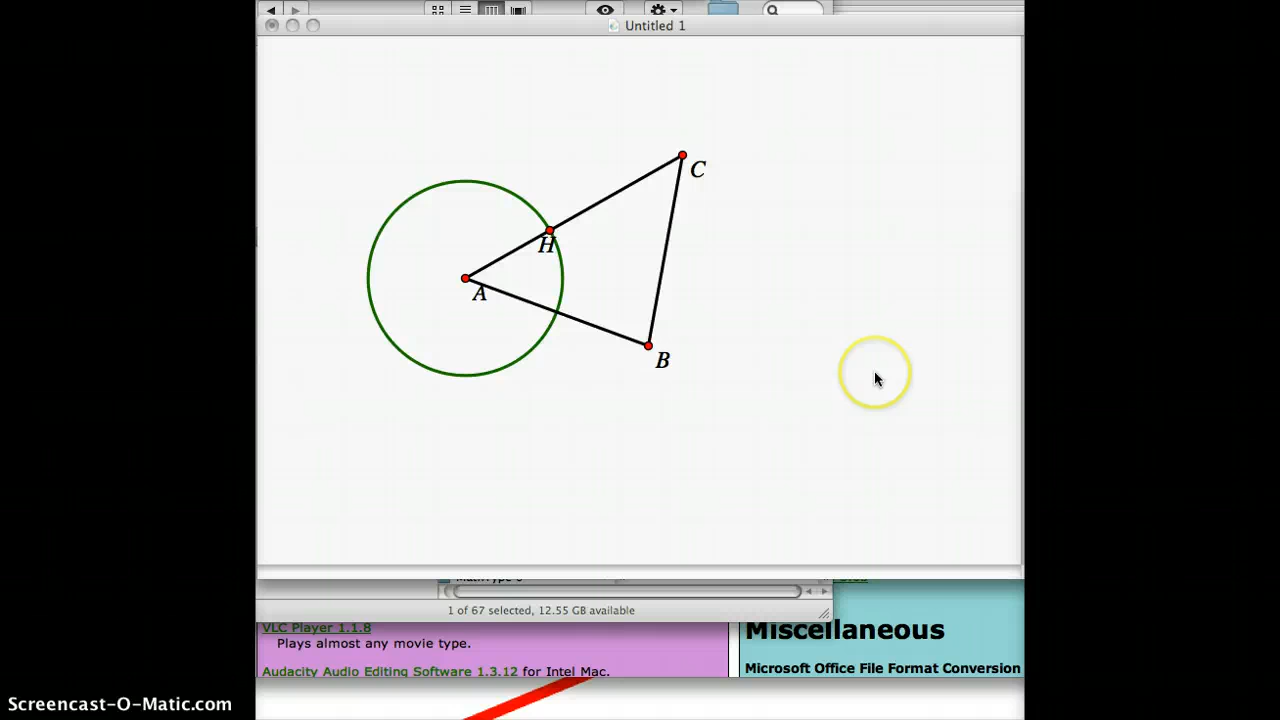 Untitled 1
C
H
A
B
1 of 67 selected, 12.55 GB available
VLC Player 1.1.8
Plays almost any movie type.
Audacity Audio Editing Software 1.3.12 for Intel Mac.
Miscellaneous
Microsoft Office File Format Conversion
Screencast-O-Matic.com